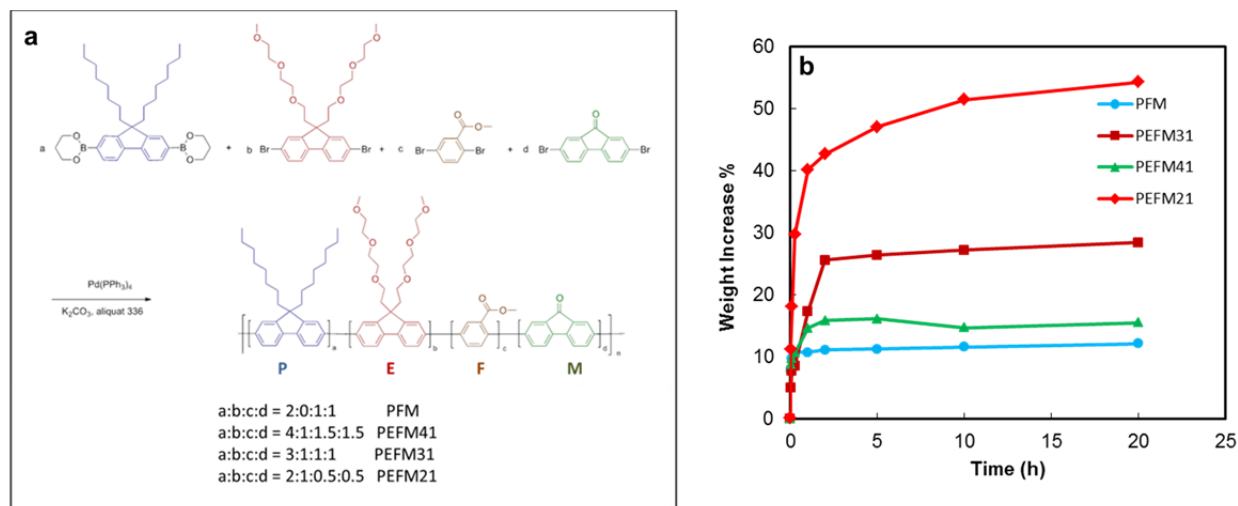 a
a
+
b
Br
Br
+
c
Br
Br
+
d
Br
Br
Pd(PPh3)4
K2CO3, aliquat 336
a
b
c
d
n
P
E
F
M
a:b:c:d = 2:0:1:1 PFM
a:b:c:d = 4:1:1.5:1.5 PEFM41
a:b:c:d = 3:1:1:1 PEFM31
a:b:c:d = 2:1:0.5:0.5 PEFM21
b
Weight Increase %
60
50
40
30
20
10
0
0
5
10
15
20
25
Time (h)
PFM
PEFM31
PEFM41
PEFM21